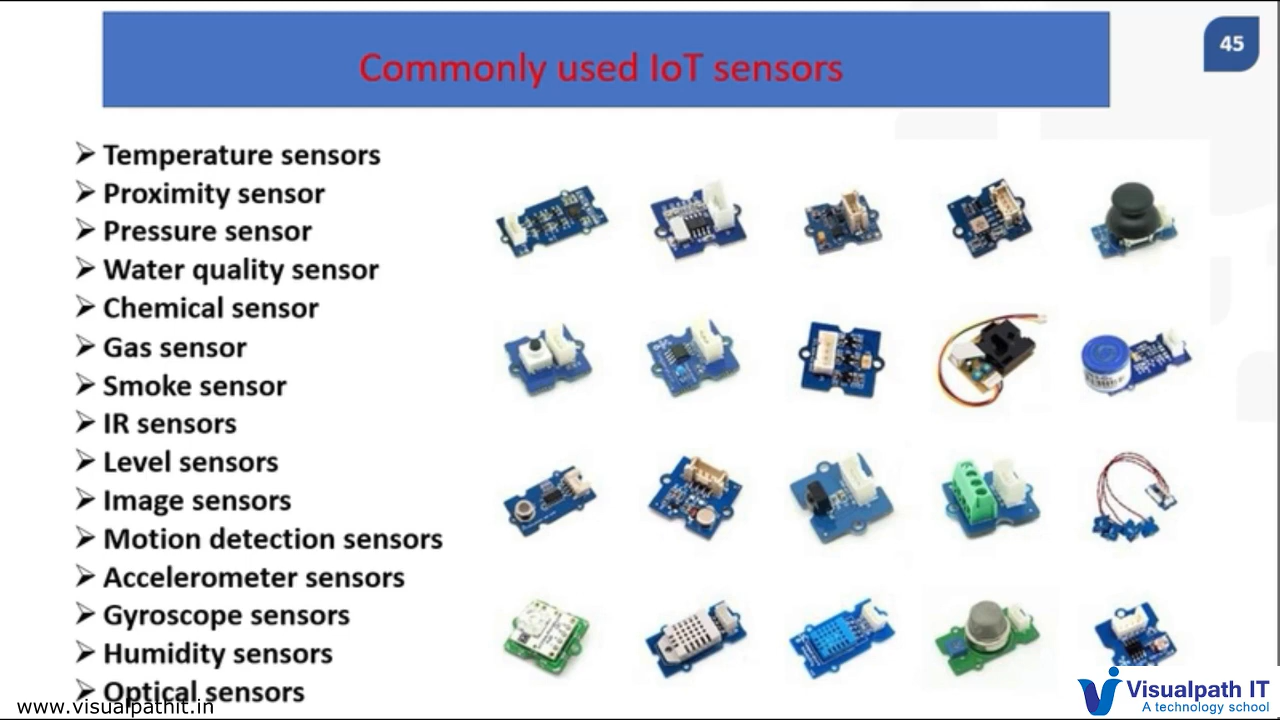 Commonly used IoT sensors
45
Temperature sensors
Proximity sensor
Pressure sensor
Water quality sensor
Chemical sensor
Gas sensor
Smoke sensor
IR sensors
Level sensors
Image sensors
Motion detection sensors
Accelerometer sensors
Gyroscope sensors
Humidity sensors
Optical sensors
www.visualpathit.in
Visualpath IT
A technology school